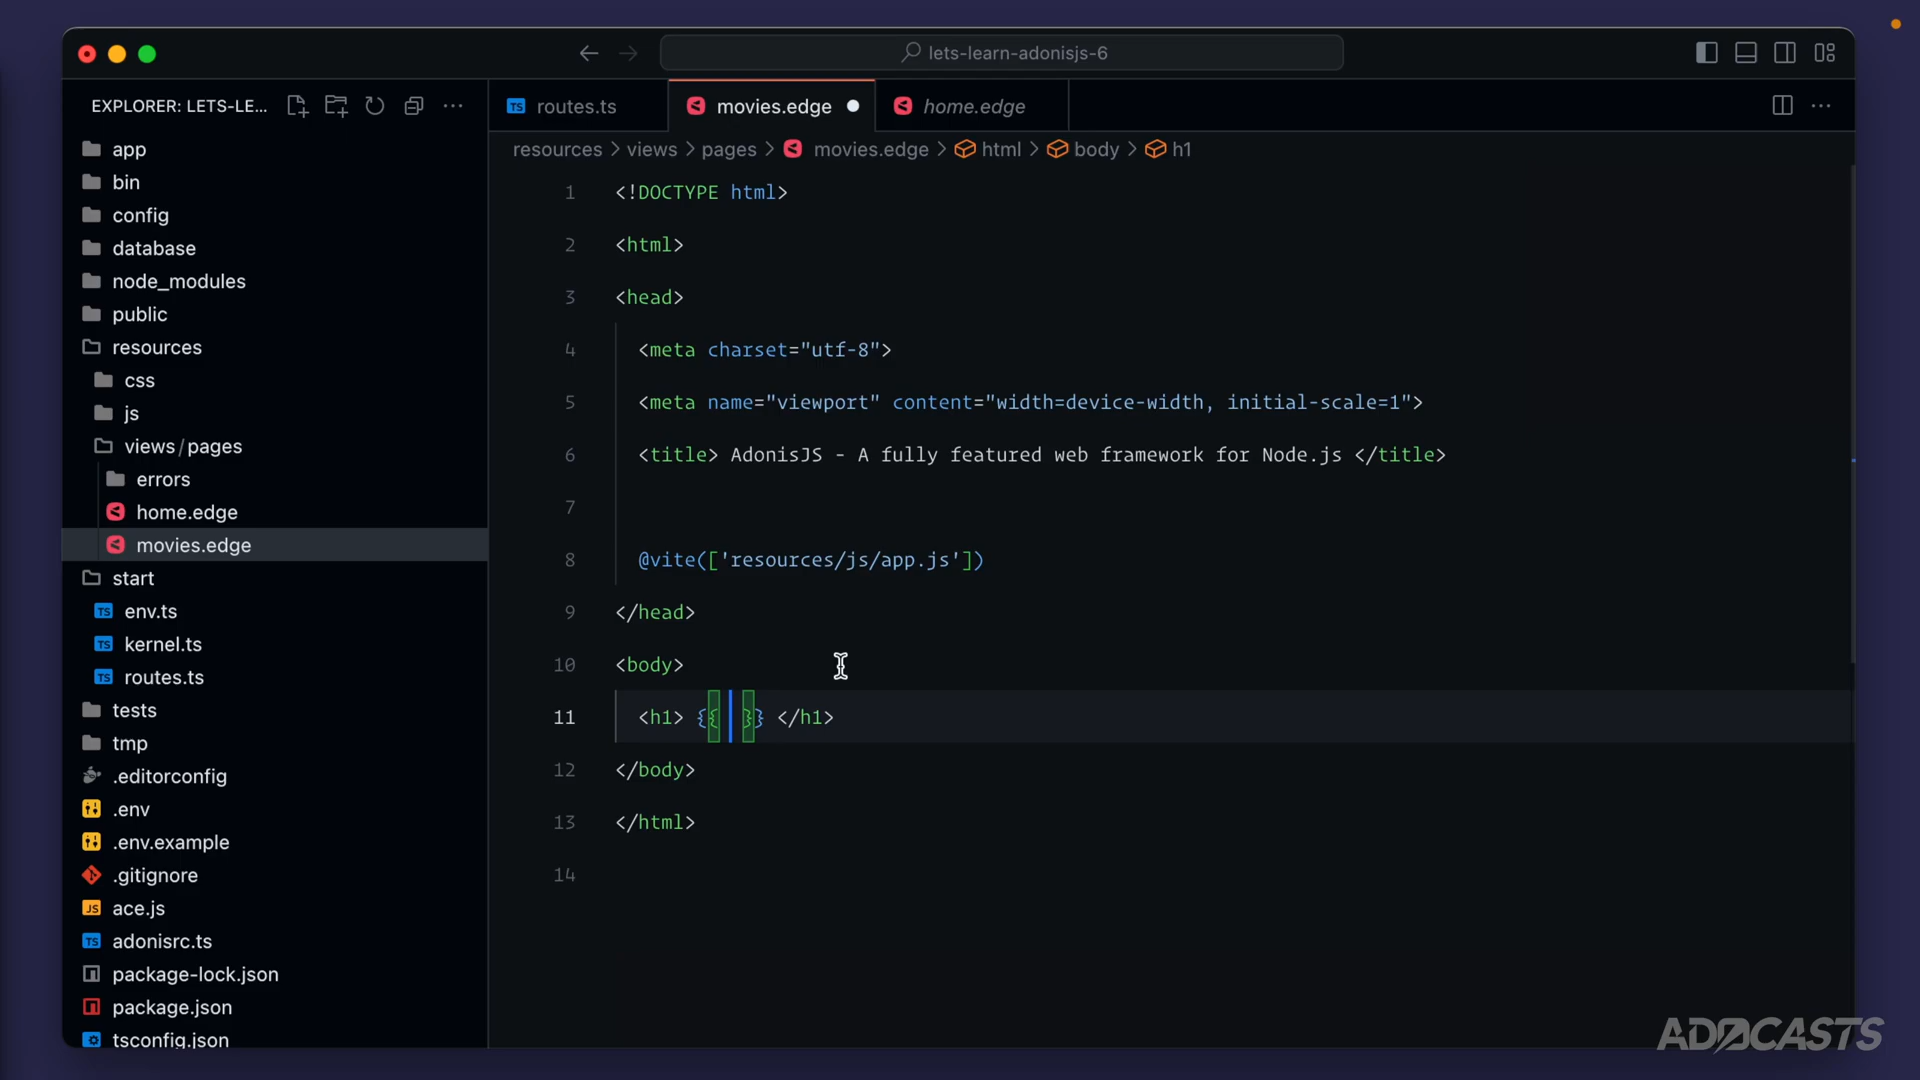 lets-learn-adonisjs-6
EXPLORER: LETS-LE...
routes.ts
movies.edge
home.edge
resources > views > pages > movies.edge > html > body > h1
app
bin
config
database
node_modules
public
resources
css
js
views/pages
errors
home.edge
movies.edge
start
TS env.ts
TS kernel.ts
TS routes.ts
tests
tmp
.editorconfig
.env
.env.example
.gitignore
JS ace.js
TS adonisrc.ts
package-lock.json
package.json
tsconfig.json
1 <!DOCTYPE html>
2 <html>
3 <head>
4 <meta charset="utf-8">
5 <meta name="viewport" content="width=device-width, initial-scale=1">
6 <title> AdonisJS - A fully featured web framework for Node.js </title>
7
8 @vite(['resources/js/app.js'])
9 </head>
10 <body>
11 <h1> {{  }} </h1>
12 </body>
13 </html>
14
ADOCASTS